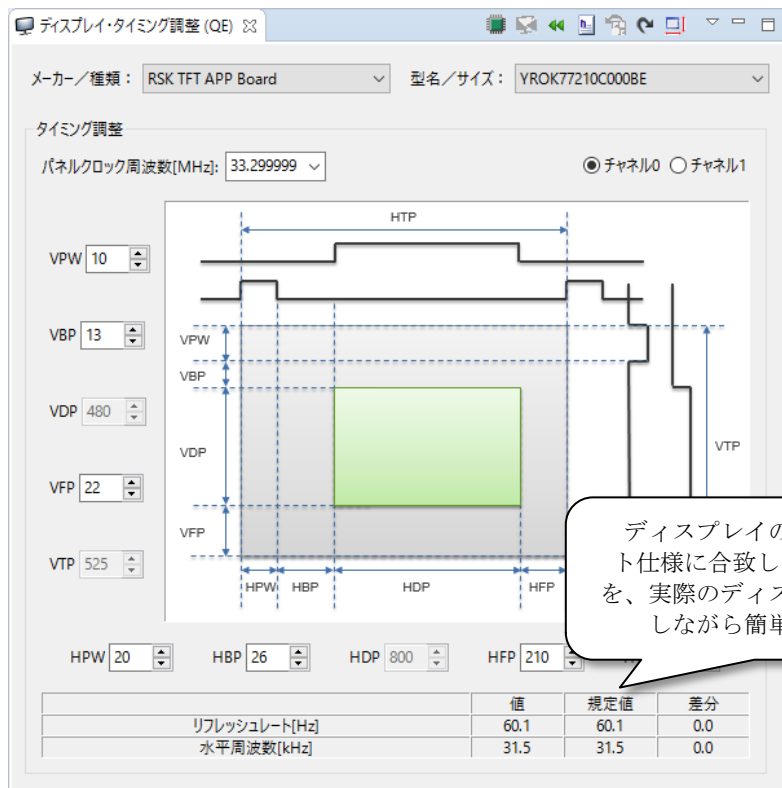 ディスプレイ・タイミング調整 (QE)
メーカー／種類： RSK TFT APP Board 型名／サイズ： YROK77210C000BE
タイミング調整
パネルクロック周波数[MHz]: 33.299999 チャネル0 チャネル1
HTP
VPW 10
VBP 13
VDP 480
VFP 22
VTP 525
VPW
VBP
VDP
VFP
VTP
HPW HBP HDP HFP
ディスプレイの
ト仕様に合致し
を、実際のディス
しながら簡単
HPW 20 HBP 26 HDP 800 HFP 210
値 規定値 差分
リフレッシュレート[Hz] 60.1 60.1 0.0
水平周波数[kHz] 31.5 31.5 0.0